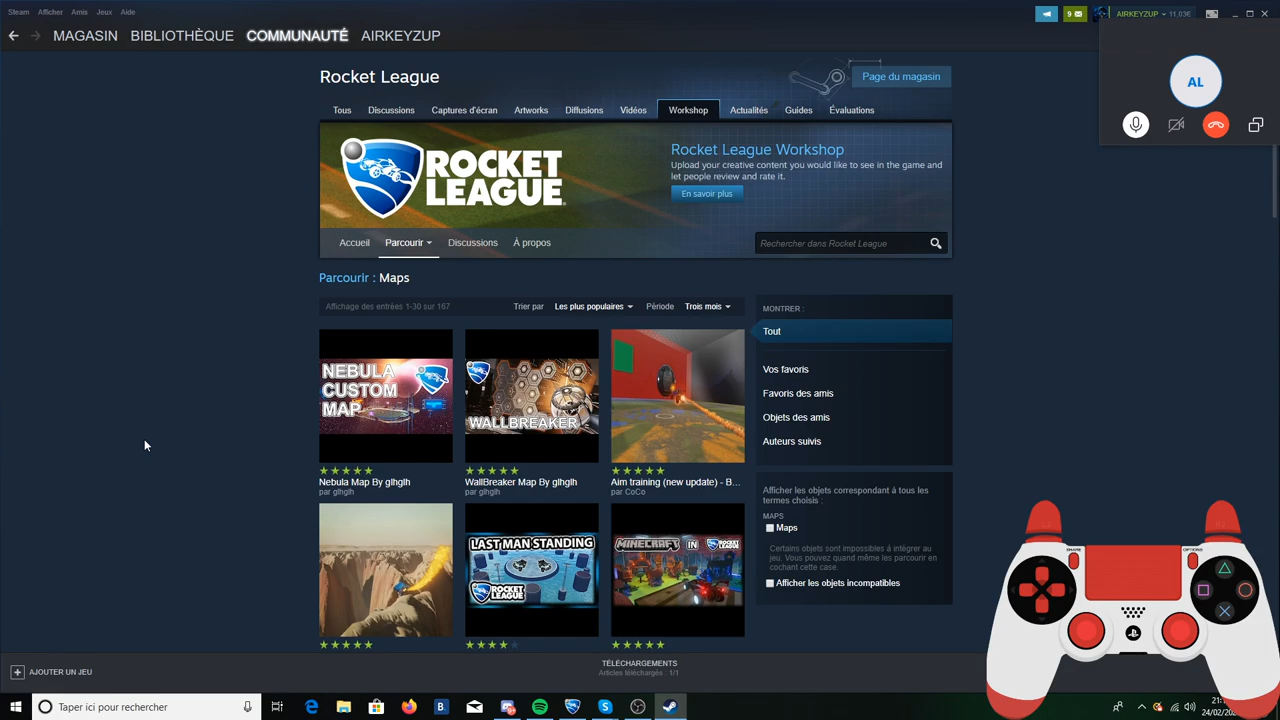 Steam Afficher Amis Jeux Aide
9 AIRKEYZUP 11,03€
MAGASIN BIBLIOTHÈQUE COMMUNAUTÉ AIRKEYZUP
AL
Rocket League
Page du magasin
Tous Discussions Captures d'écran Artworks Diffusions Vidéos Workshop Actualités Guides Évaluations
ROCKET
LEAGUE
Rocket League Workshop
Upload your creative content you would like to see in the game and
let people review and rate it.
En savoir plus
Accueil Parcourir Discussions À propos
Rechercher dans Rocket League
Parcourir : Maps
Affichage des entrées 1-30 sur 167
Trier par Les plus populaires Période Trois mois
NEBULA
CUSTOM
MAP
WALLBREAKER
Nebula Map By glhglh
par glhglh
WallBreaker Map By glhglh
par glhglh
Aim training (new update) - B...
par CoCo
LAST MAN STANDING
ROCKET
LEAGUE
MINECRAFT IN ROCKET LEAGUE
MONTRER :
Tout
Vos favoris
Favoris des amis
Objets des amis
Auteurs suivis
Afficher les objets correspondant à tous les
termes choisis :
MAPS
Maps
Certains objets sont impossibles à intégrer au
jeu. Vous pouvez quand même les parcourir en
cochant cette case.
Afficher les objets incompatibles
SHARE OPTIONS
AJOUTER UN JEU
TÉLÉCHARGEMENTS
Articles téléchargés : 1/1
Taper ici pour rechercher